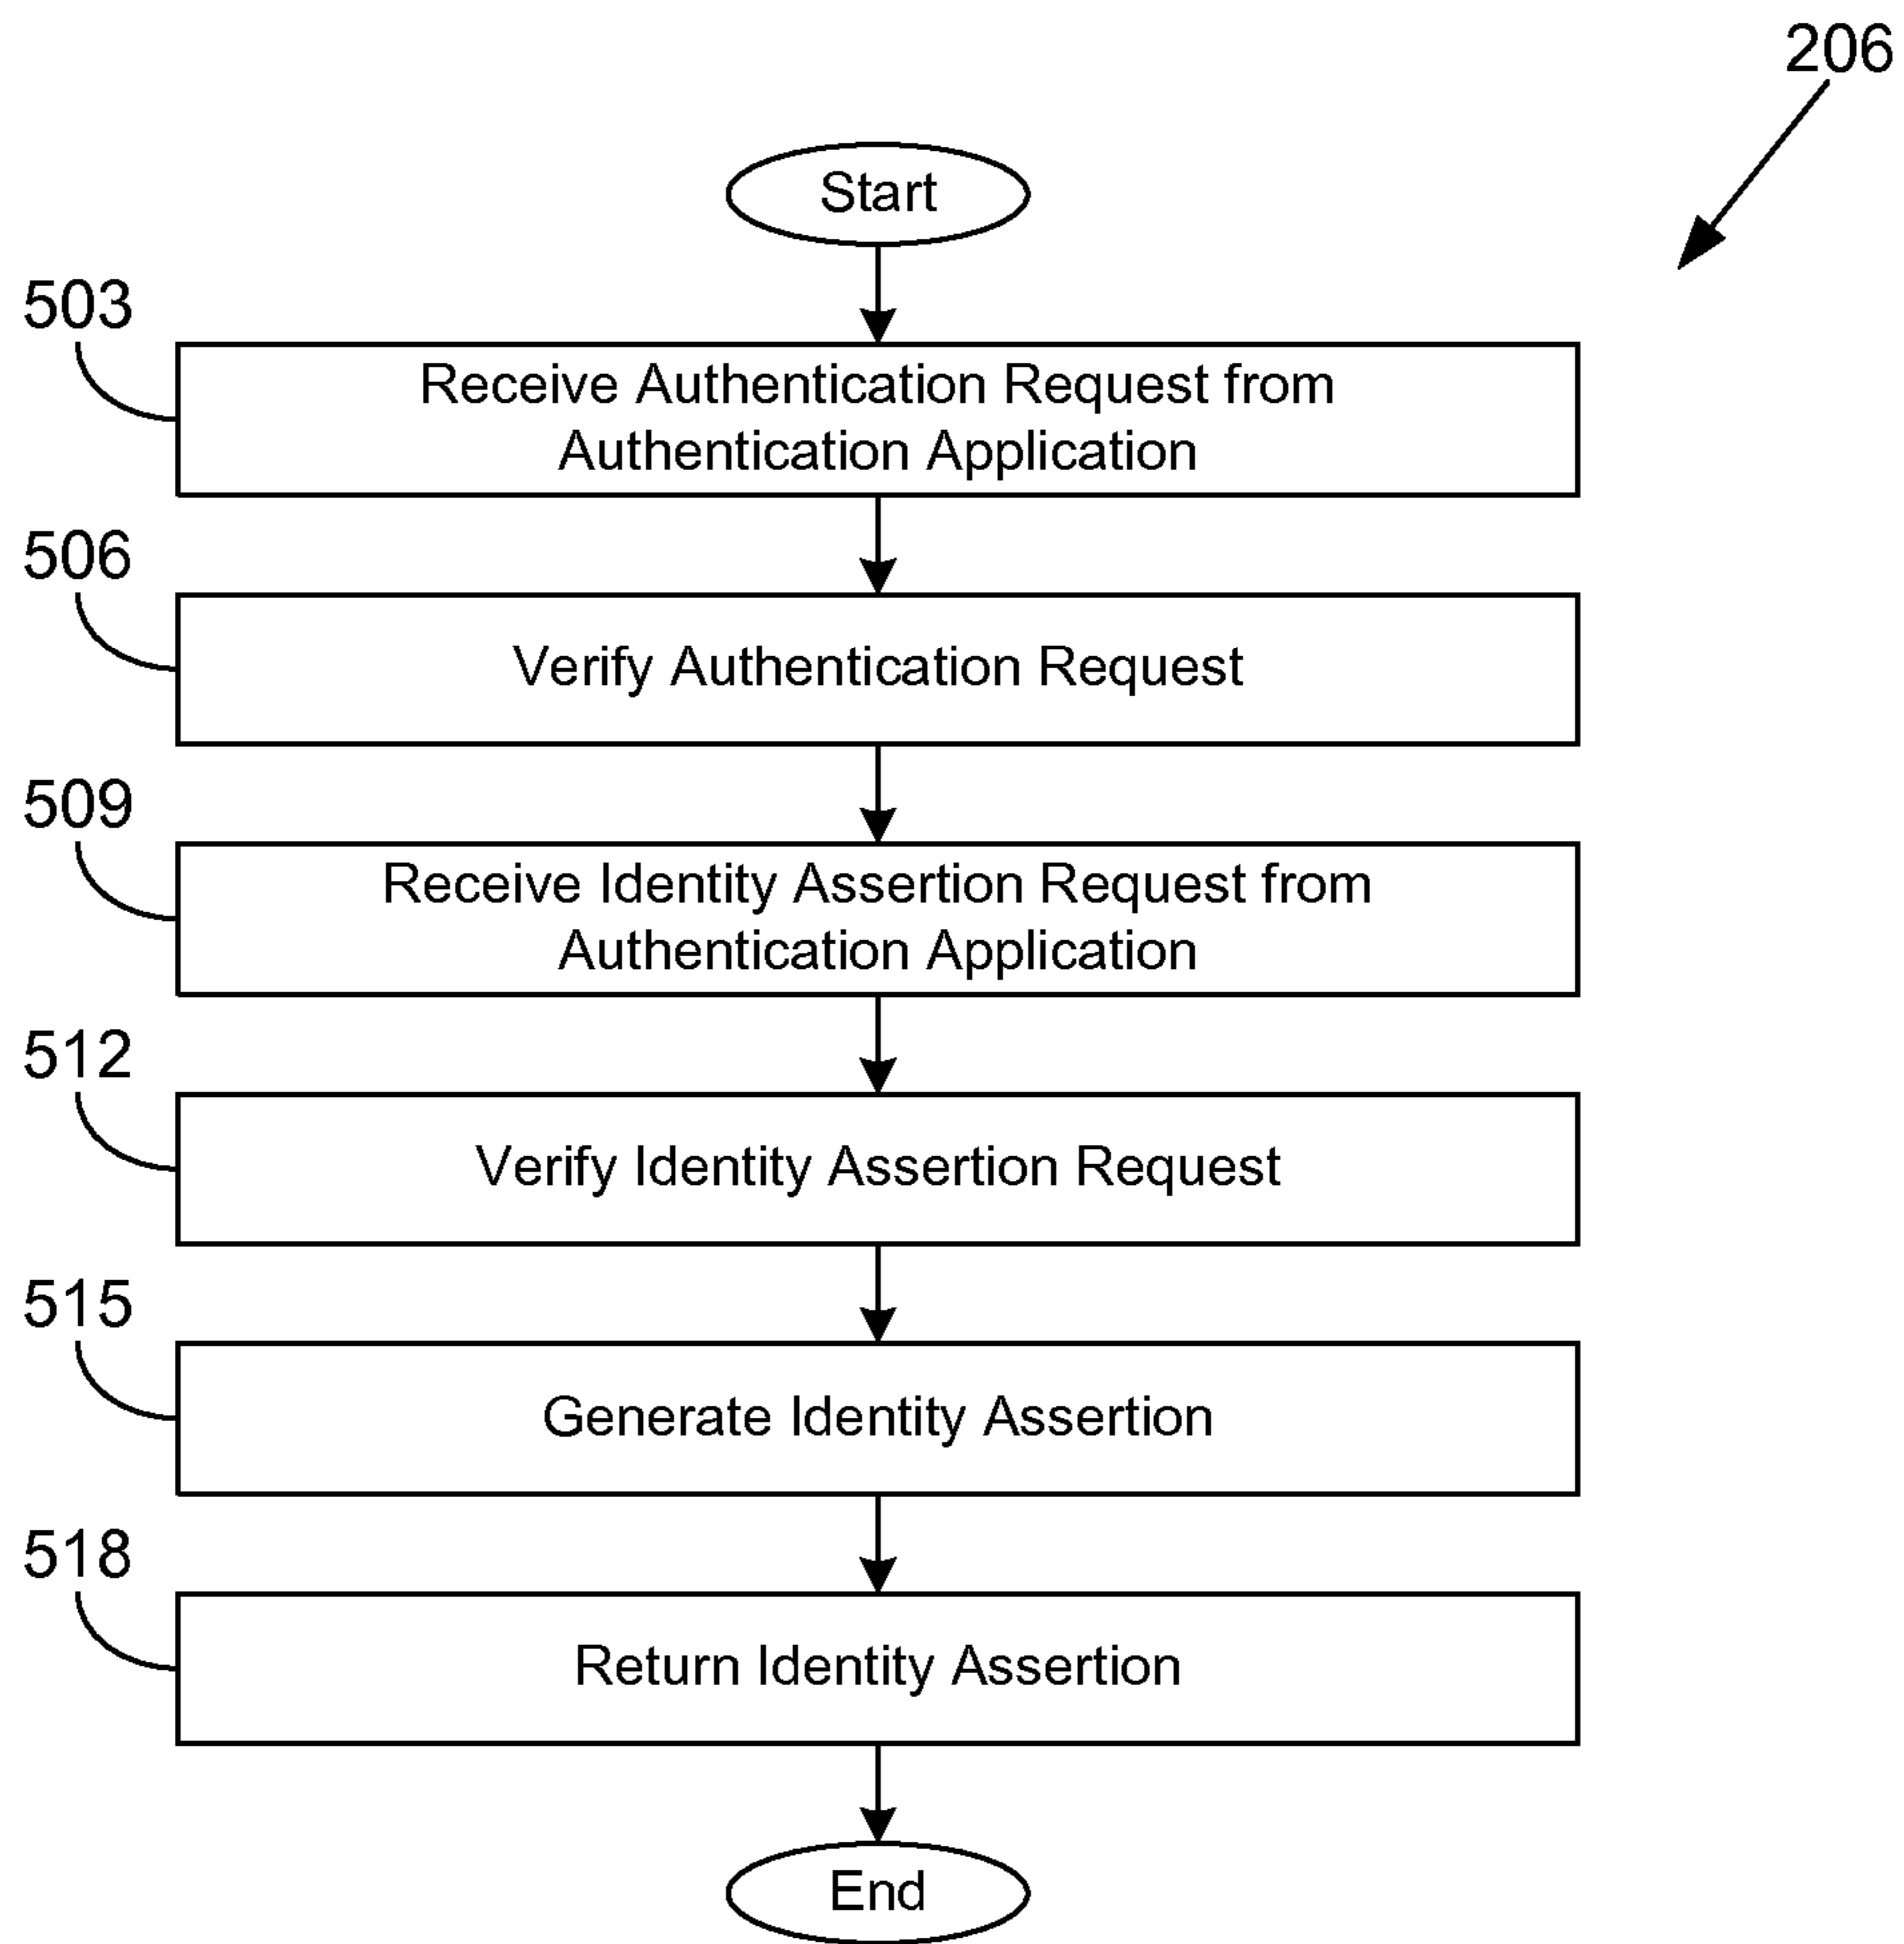 206
Start
503
Receive Authentication Request from
Authentication Application
506
Verify Authentication Request
509
Receive Identity Assertion Request from
Authentication Application
512
Verify Identity Assertion Request
515
Generate Identity Assertion
518
Return Identity Assertion
End